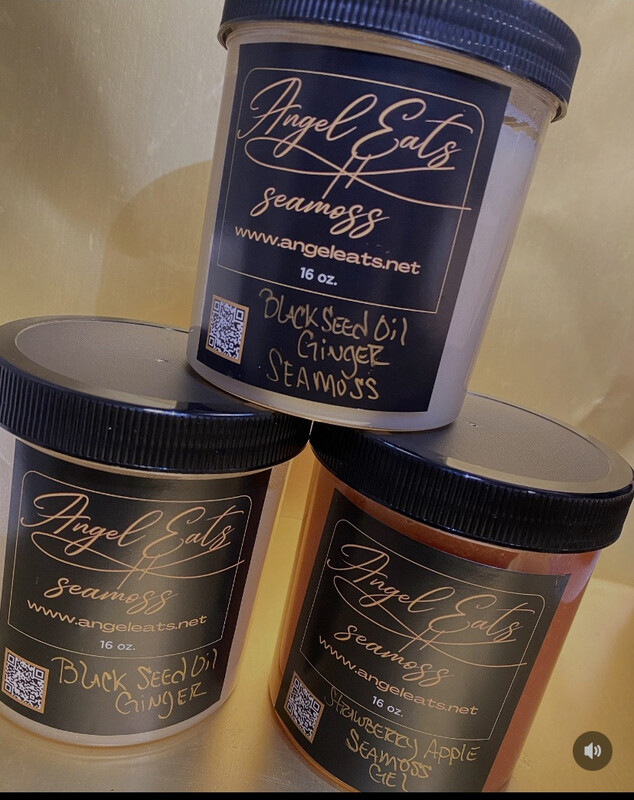 Angel Eats
seamoss
www.angeleats.net
16 oz.
BLACK SEED OIL
GINGER
SEAMOSS
Angel Eats
seamoss
www.angeleats.net
16 oz.
BLACK SEED OIL
GINGER
Angel Eats
seamoss
www.angeleats.net
16 oz.
STRAWBERRY APPLE
SEAMOSS
GEL